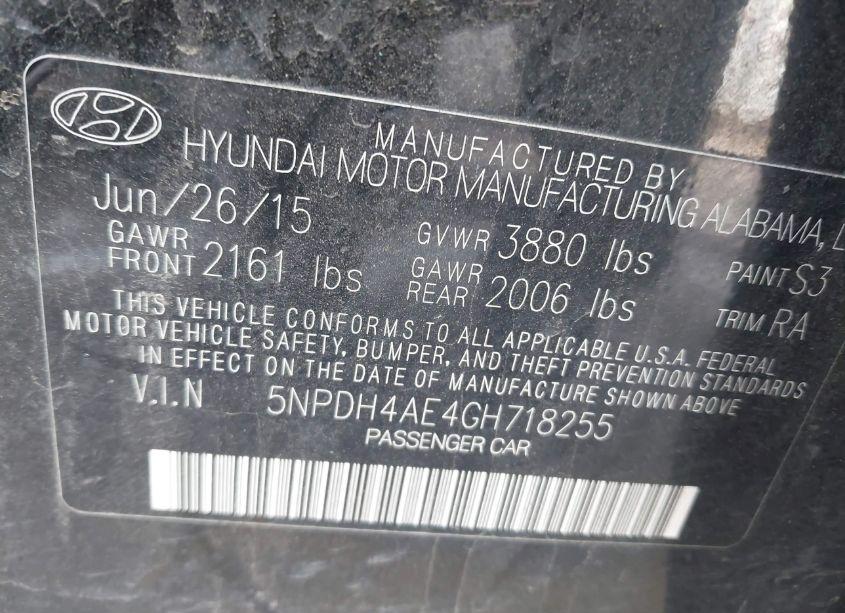 MANUFACTURED BY
HYUNDAI MOTOR MANUFACTURING ALABAMA, L
Jun/26/15 GVWR 3880 lbs PAINT S3
GAWR FRONT 2161 lbs GAWR REAR 2006 lbs TRIM RA
THIS VEHICLE CONFORMS TO ALL APPLICABLE U.S.A. FEDERAL
MOTOR VEHICLE SAFETY, BUMPER, AND THEFT PREVENTION STANDARDS
IN EFFECT ON THE DATE OF MANUFACTURE SHOWN ABOVE
V.I.N 5NPDH4AE4GH718255
PASSENGER CAR